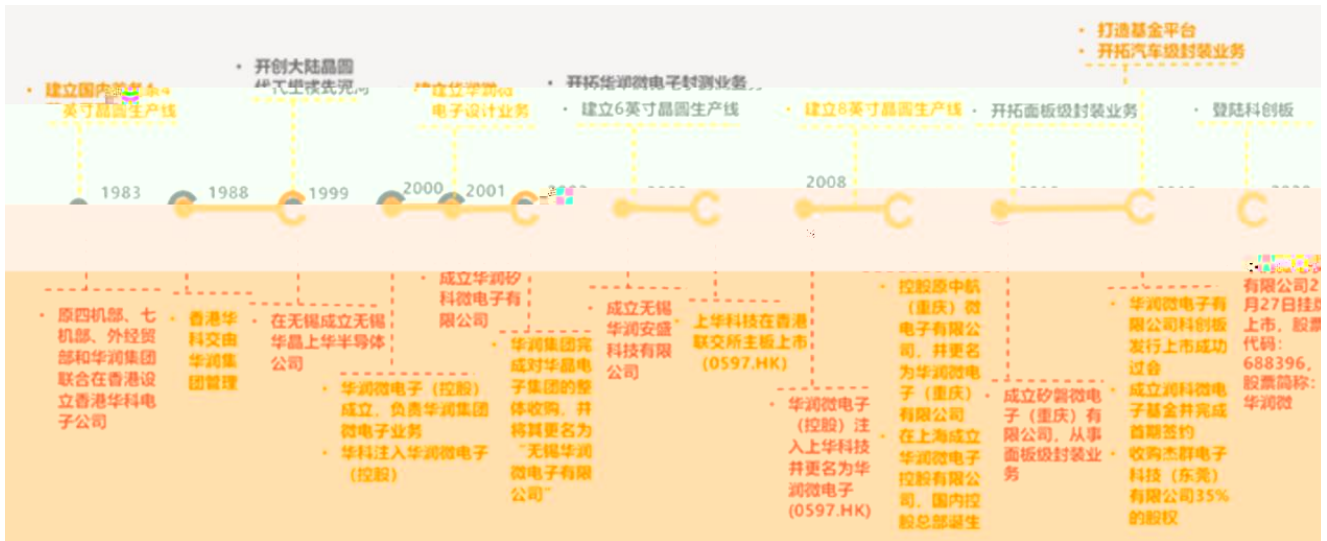 打造基金平台
开拓汽车级封装业务
开创大陆晶圆
英寸晶圆生产线
电子设计业务
建立6英寸晶圆生产线
建立8英寸晶圆生产线
开拓面板级封装业务
登陆科创板
1983
1988
1999
2000
2001
2008
原四机部、七
机部、外经贸
部和华润集团
联合在香港设
立香港华科电
子公司
香港华
科交由
华润集
团管理
在无锡成立无锡
华晶上华半导体
公司
华润微电子（控股）
成立，负责华润集团
微电子业务
华科注入华润微电子
（控股）
成立华润矽
科微电子有
限公司
华润集团完
成对华晶电
子集团的整
体收购，并
将其更名为
“无锡华润
微电子有限
公司”
成立无锡
华润安盛
科技有限
公司
上华科技在香港
联交所主板上市
（0597.HK）
华润微电子
（控股）注
入上华科技
并更名为华
润微电子
(0597.HK)
控股原中航
（重庆）微
电子有限公
司，并更名
为华润微电
子（重庆）
有限公司
在上海成立
华润微电子
控股有限公
司，国内控
股总部诞生
成立矽磐微电
子（重庆）有
限公司，从事
面板级封装业
务
华润微电子有
限公司科创板
发行上市成功
过会
成立润科微电
子基金并完成
首期签约
收购杰群电子
科技（东莞）
有限公司35%
的股权
有限公司2
月27日挂
上市，股票
代码：
688396，
股票简称：
华润微